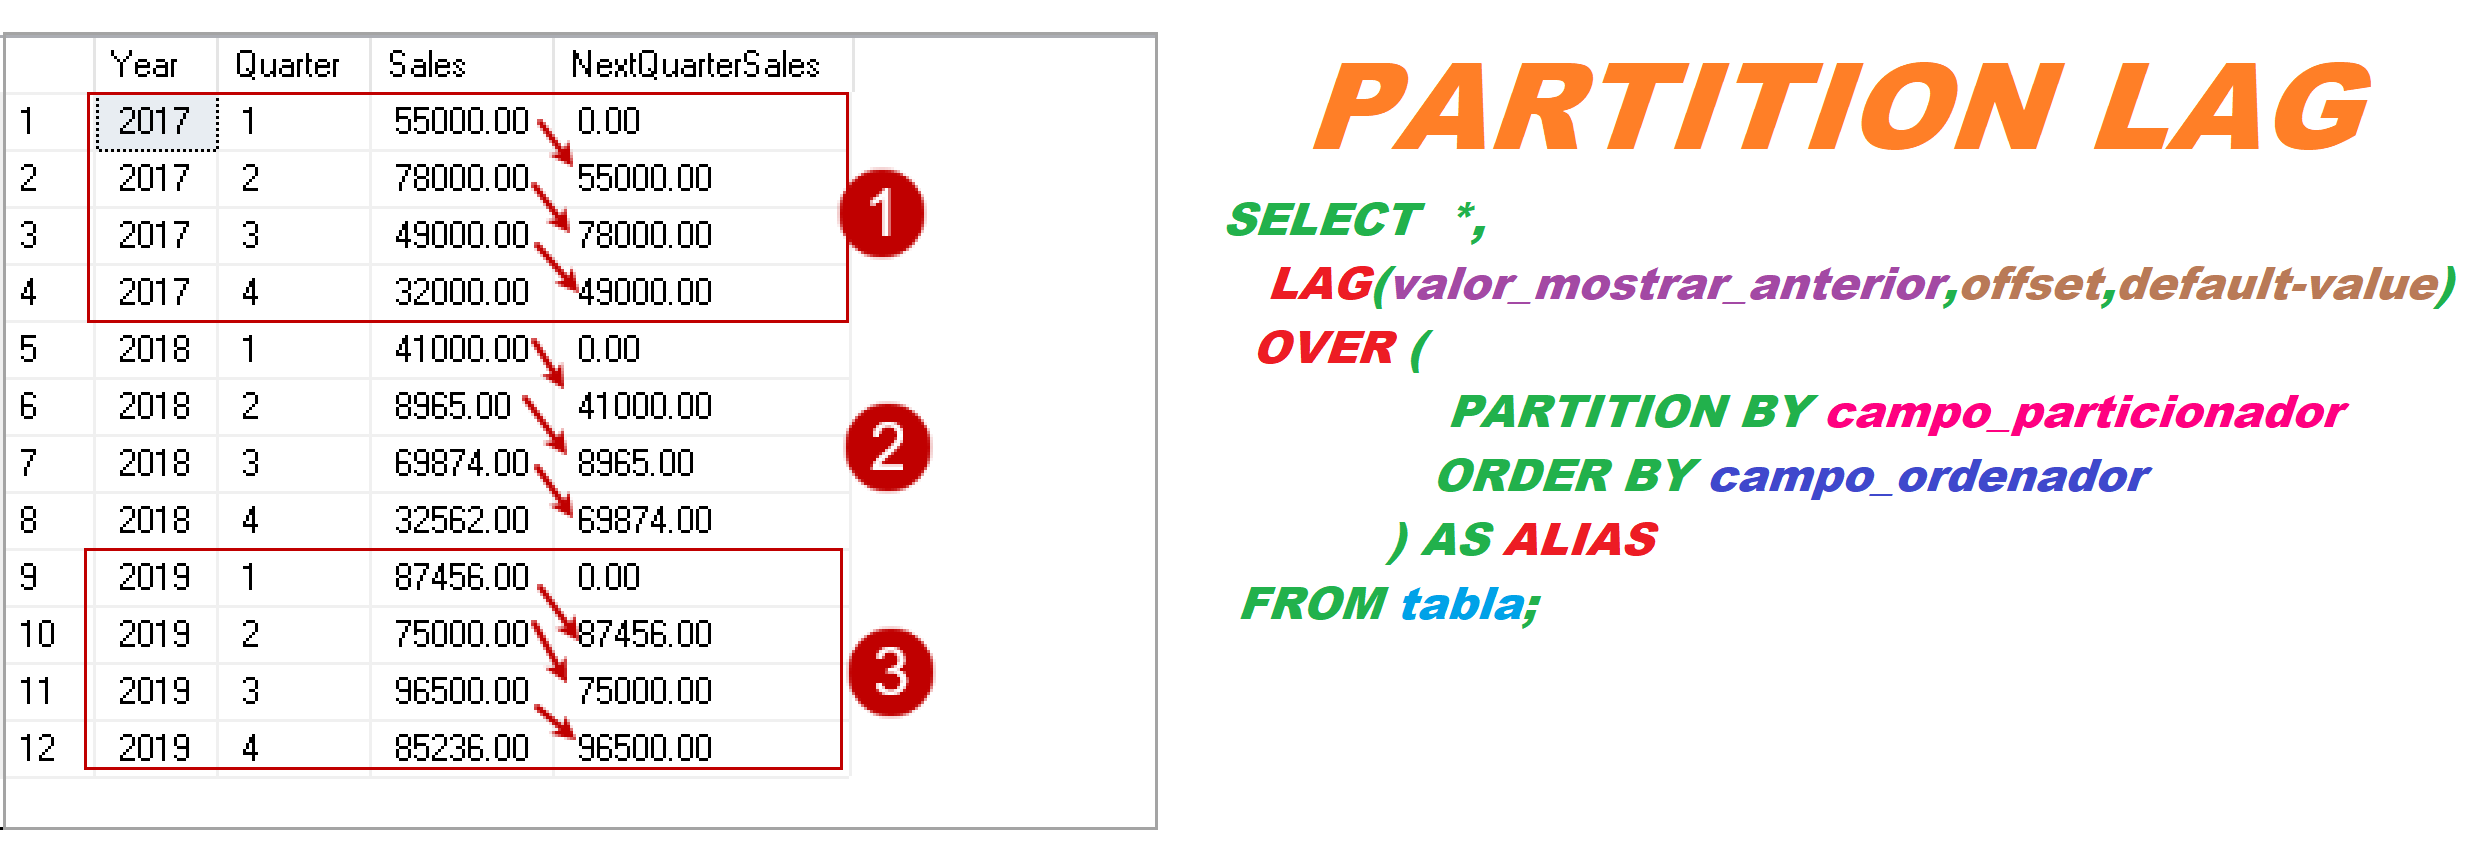 Year Quarter Sales NextQuarterSales
1 2017 1 55000.00 0.00
2 2017 2 78000.00 55000.00
3 2017 3 49000.00 78000.00
4 2017 4 32000.00 49000.00
5 2018 1 41000.00 0.00
6 2018 2 8965.00 41000.00
7 2018 3 69874.00 8965.00
8 2018 4 32562.00 69874.00
9 2019 1 87456.00 0.00
10 2019 2 75000.00 87456.00
11 2019 3 96500.00 75000.00
12 2019 4 85236.00 96500.00
1
2
3
PARTITION LAG
SELECT *,
LAG(valor_mostrar_anterior,offset,default-value)
OVER (
PARTITION BY campo_particionador
ORDER BY campo_ordenador
) AS ALIAS
FROM tabla;